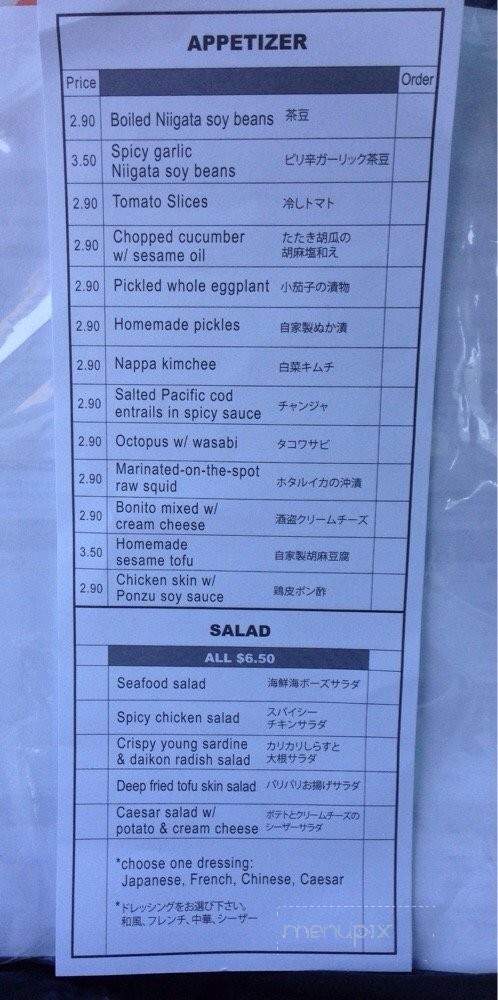 APPETIZER
Price Order
2.90 Boiled Niigata soy beans 茶豆
3.50 Spicy garlic
Niigata soy beans ピリ辛ガーリック茶豆
2.90 Tomato Slices 冷しトマト
2.90 Chopped cucumber
w/ sesame oil たたき胡瓜の
胡麻塩和え
2.90 Pickled whole eggplant 小茄子の漬物
2.90 Homemade pickles 自家製ぬか漬
2.90 Nappa kimchee 白菜キムチ
2.90 Salted Pacific cod
entrails in spicy sauce チャンジャ
2.90 Octopus w/ wasabi タコワサビ
2.90 Marinated-on-the-spot
raw squid ホタルイカの沖漬
2.90 Bonito mixed w/
cream cheese 酒盗クリームチーズ
3.50 Homemade
sesame tofu 自家製胡麻豆腐
2.90 Chicken skin w/
Ponzu soy sauce 鶏皮ポン酢
SALAD
ALL $6.50
Seafood salad 海鮮海ボーズサラダ
Spicy chicken salad スパイシー
チキンサラダ
Crispy young sardine
& daikon radish salad カリカリしらすと
大根サラダ
Deep fried tofu skin salad パリパリお揚げサラダ
Caesar salad w/
potato & cream cheese ポテトとクリームチーズの
シーザーサラダ
*choose one dressing:
Japanese, French, Chinese, Caesar
*ドレッシングをお選び下さい。
和風、フレンチ、中華、シーザー
menupix